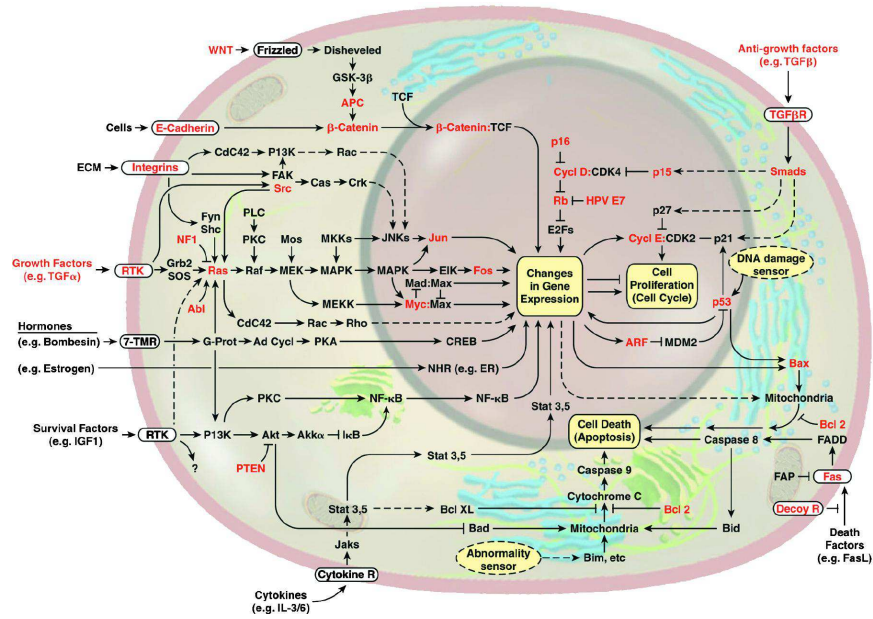 WNT
Frizzled
Disheveled
GSK-3β
APC
β-Catenin
TCF
β-Catenin:TCF
Cells
E-Cadherin
ECM
Integrins
CdC42
P13K
Rac
FAK
Src
Cas
Crk
Fyn
Shc
NF1
PLC
PKC
Mos
MKKs
JNKs
Jun
Growth Factors
(e.g. TGFα)
RTK
Grb2
SOS
Ras
Raf
MEK
MAPK
MAPK
ElK
Fos
Abl
MEKK
Mad:Max
Myc:Max
CdC42
Rac
Rho
Hormones
(e.g. Bombesin)
7-TMR
G-Prot
Ad Cycl
PKA
CREB
(e.g. Estrogen)
NHR (e.g. ER)
PKC
NF-κB
NF-κB
Survival Factors
(e.g. IGF1)
RTK
P13K
Akt
Akkα
IκB
?
PTEN
Stat 3,5
Stat 3,5
Stat 3,5
Bcl XL
Bad
Jaks
Cytokine R
Cytokines
(e.g. IL-3/6)
Abnormality
sensor
Bim, etc
Mitochondria
Cytochrome C
Caspase 9
Bcl 2
Bid
Cell Death
(Apoptosis)
Caspase 8
FADD
Bcl 2
Mitochondria
Bax
FAP
Fas
Decoy R
Death
Factors
(e.g. FasL)
Changes
in Gene
Expression
p16
Cycl D:CDK4
p15
Rb
HPV E7
E2Fs
p27
Cycl E:CDK2
p21
Cell
Proliferation
(Cell Cycle)
DNA damage
sensor
p53
ARF
MDM2
Anti-growth factors
(e.g. TGFβ)
TGFβR
Smads